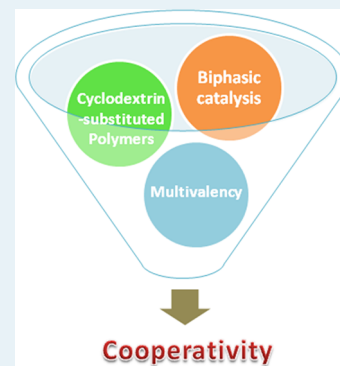 Biphasic
catalysis
Cyclodextrin
-substituted
Polymers
Multivalency
Cooperativity